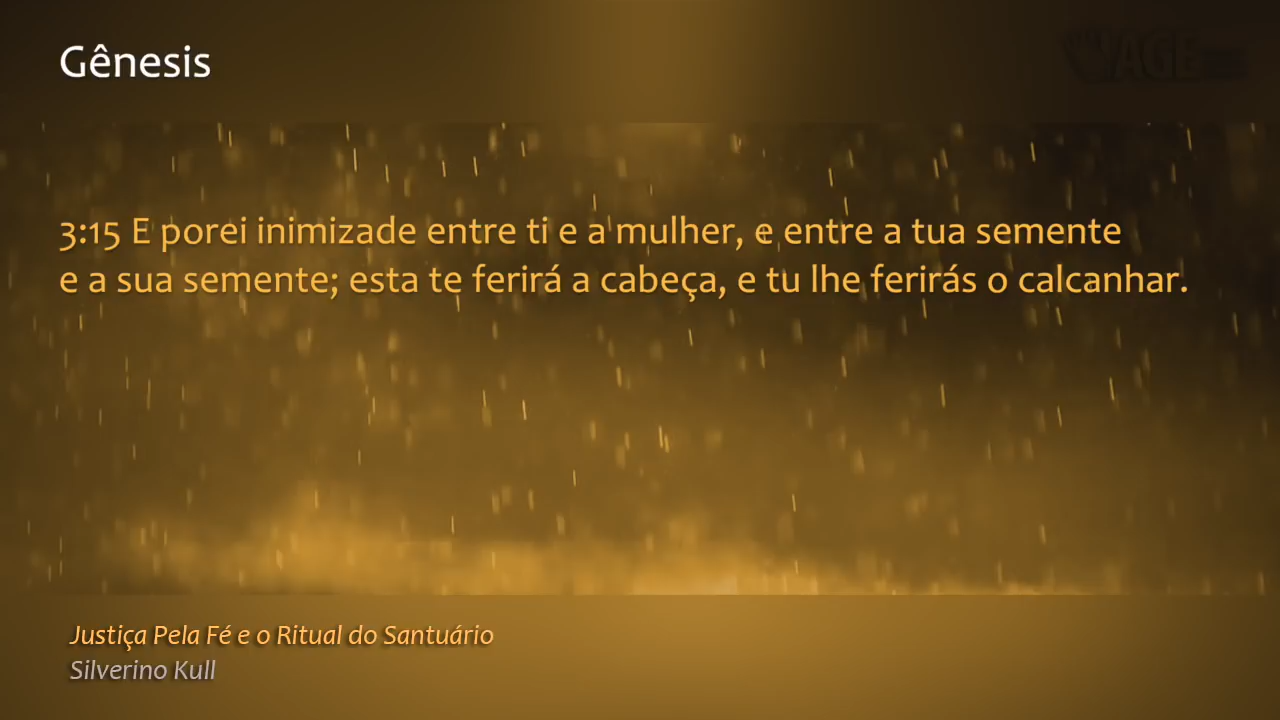 Gênesis
3:15 E porei inimizade entre ti e a mulher, e entre a tua semente
e a sua semente; esta te ferirá a cabeça, e tu lhe ferirás o calcanhar.
Justiça Pela Fé e o Ritual do Santuário
Silverino Kull